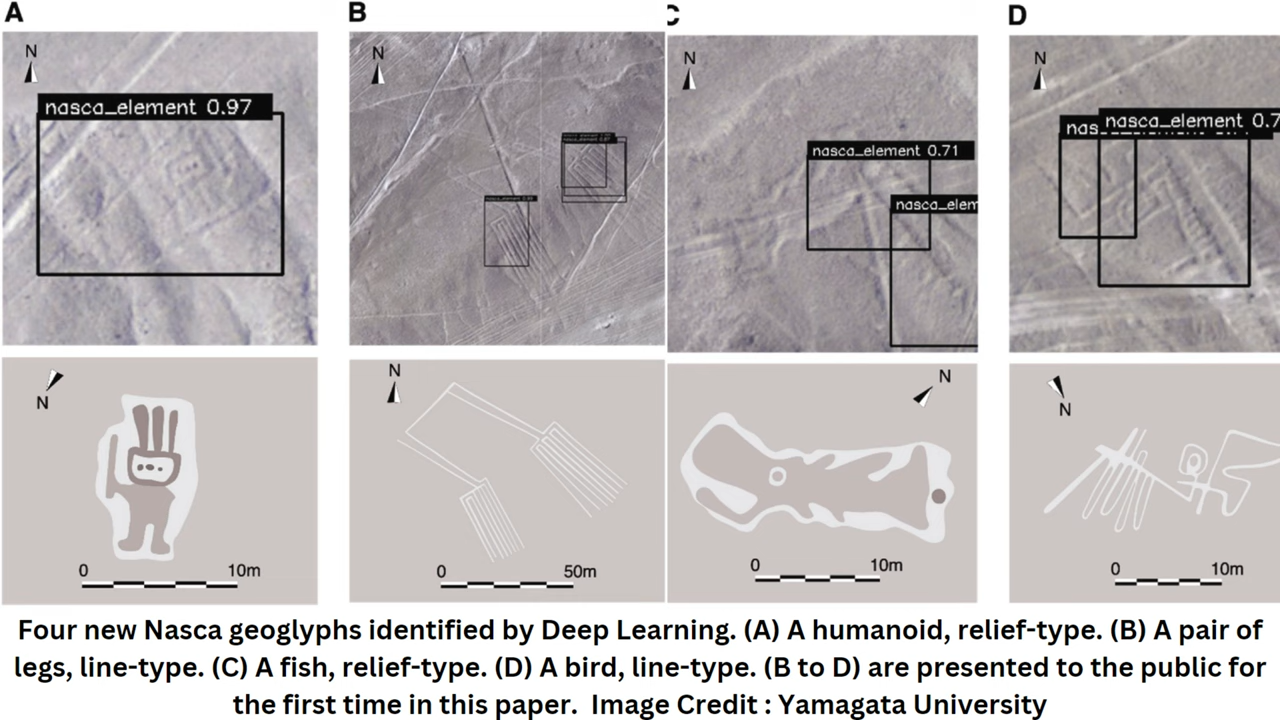 A
B
C
D
N
N
N
N
nasca_element 0.97
nasca_element 0.71
nasca_elem
nas
nasca_element 0.7
N
N
N
N
0 10m
0 50m
0 10m
0 10m
Four new Nasca geoglyphs identified by Deep Learning. (A) A humanoid, relief-type. (B) A pair of
legs, line-type. (C) A fish, relief-type. (D) A bird, line-type. (B to D) are presented to the public for
the first time in this paper. Image Credit : Yamagata University